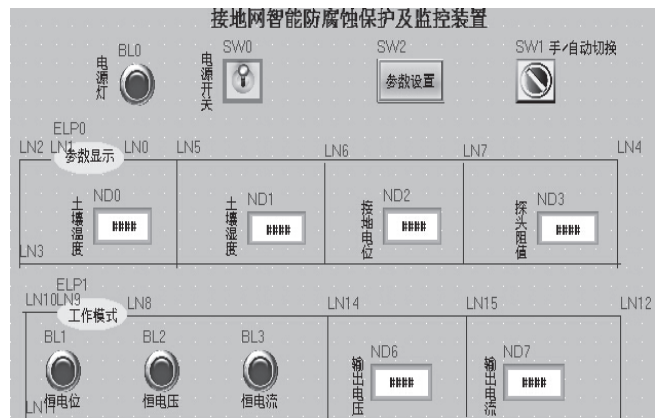 接地网智能防腐蚀保护及监控装置
BL0
电源灯
SW0
电源开关
SW2
参数设置
SW1 手/自动切换
ELP0
LN2 LN1 参数显示 LN0 LN5 LN6 LN7 LN4
ND0
土壤温度
####
ND1
土壤湿度
####
ND2
接地电位
####
ND3
探头阻值
####
LN3
ELP1
LN10 LN9 工作模式 LN8 LN14 LN15 LN12
BL1
恒电位
BL2
恒电压
BL3
恒电流
ND6
输出电压
####
ND7
输出电流
####